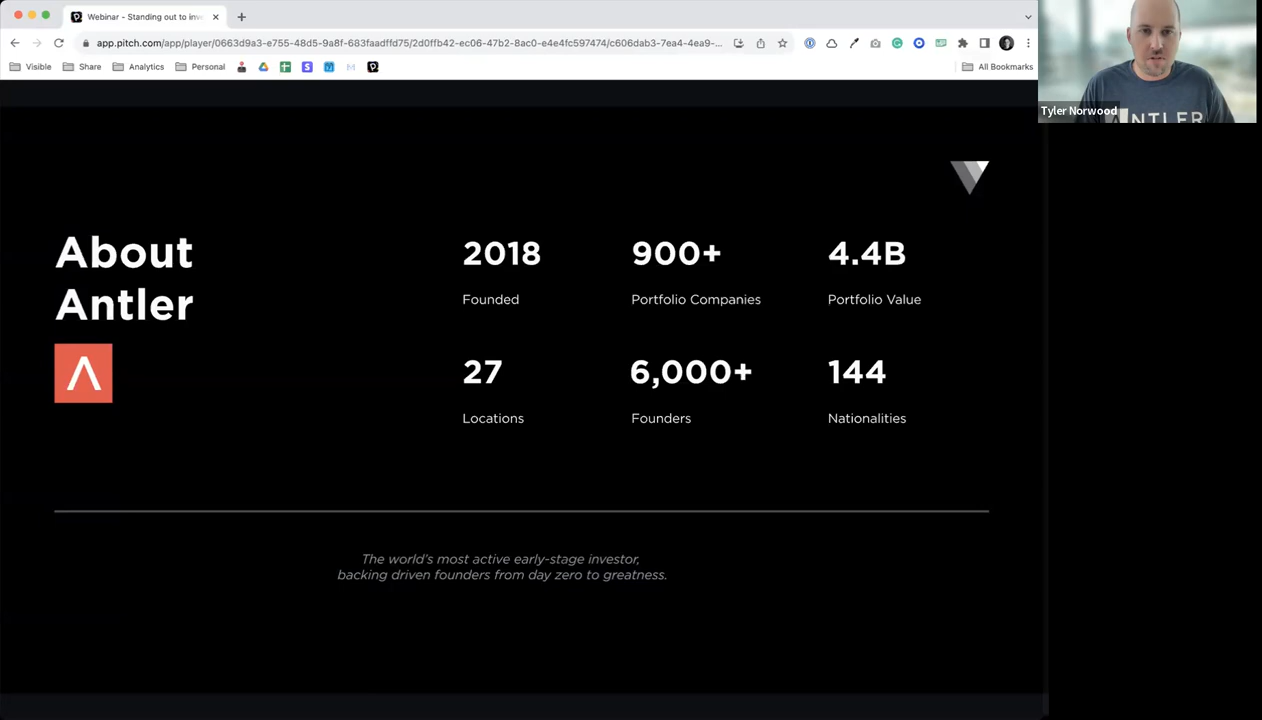 Webinar - Standing out to inv
app.pitch.com/app/player/0663d9a3-e755-48d5-9a8f-683faadffd75/2d0ffb42-ec06-47b2-8ac0-e4e4fc597474/c606dab3-7ea4-4ea9-...
Visible
Share
Analytics
Personal
All Bookmarks
Tyler Norwood
ANTLER
About
Antler
2018
900+
4.4B
Founded
Portfolio Companies
Portfolio Value
27
6,000+
144
Locations
Founders
Nationalities
The world's most active early-stage investor,
backing driven founders from day zero to greatness.